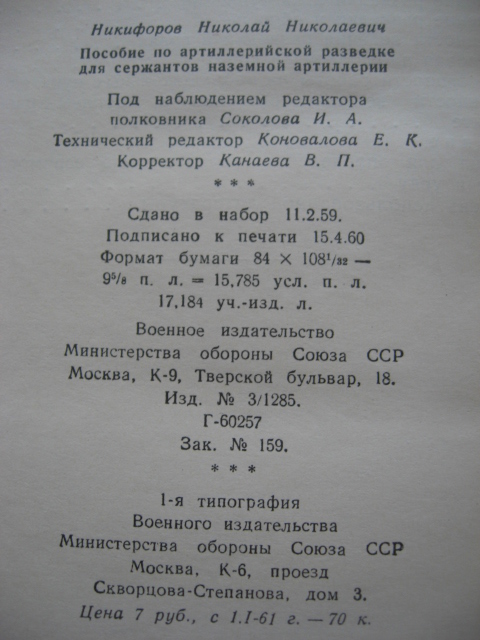 Никифоров Николай Николаевич
Пособие по артиллерийской разведке
для сержантов наземной артиллерии
Под наблюдением редактора
полковника Соколова И. А.
Технический редактор Коновалова Е. К.
Корректор Канаева В. П.
* * *
Сдано в набор 11.2.59.
Подписано к печати 15.4.60
Формат бумаги 84 × 108¹/₃₂ —
9⁵/₈ п. л. = 15,785 усл. п. л.
17,184 уч.-изд. л.
Военное издательство
Министерства обороны Союза ССР
Москва, К-9, Тверской бульвар, 18.
Изд. № 3/1285.
Г-60257
Зак. № 159.
* * *
1-я типография
Военного издательства
Министерства обороны Союза ССР
Москва, К-6, проезд
Скворцова-Степанова, дом 3.
Цена 7 руб., с 1.I-61 г. — 70 к.